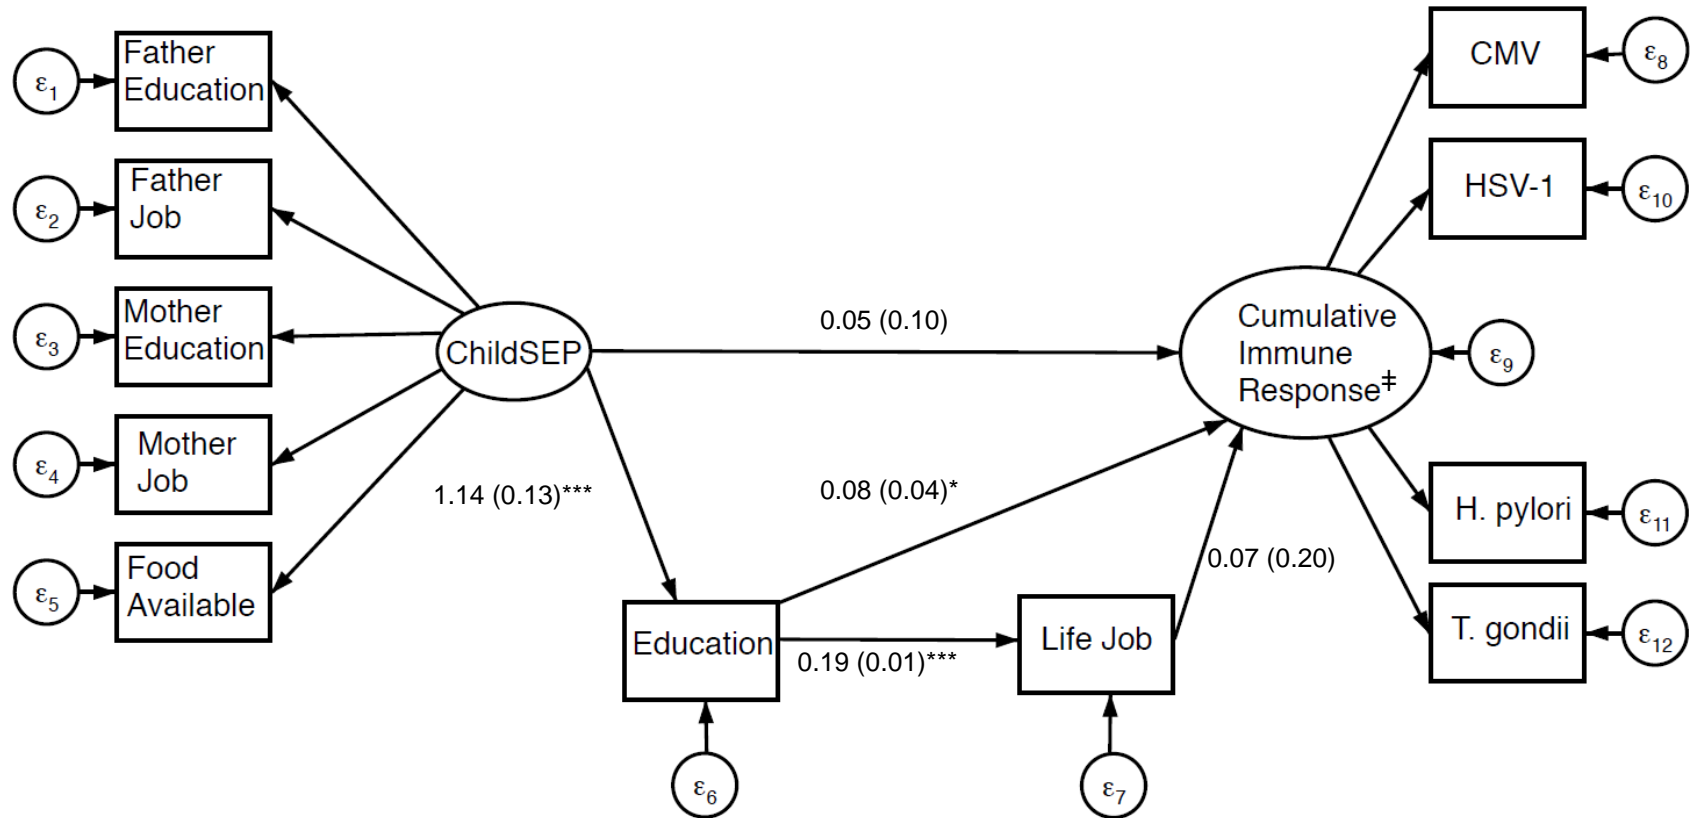 ε1
Father
Education
ε2
Father
Job
ε3
Mother
Education
ε4
Mother
Job
ε5
Food
Available
ChildSEP
0.05 (0.10)
1.14 (0.13)***
0.08 (0.04)*
0.07 (0.20)
Education
0.19 (0.01)***
Life Job
ε6
ε7
Cumulative
Immune
Response‡
ε9
CMV
ε8
HSV-1
ε10
H. pylori
ε11
T. gondii
ε12